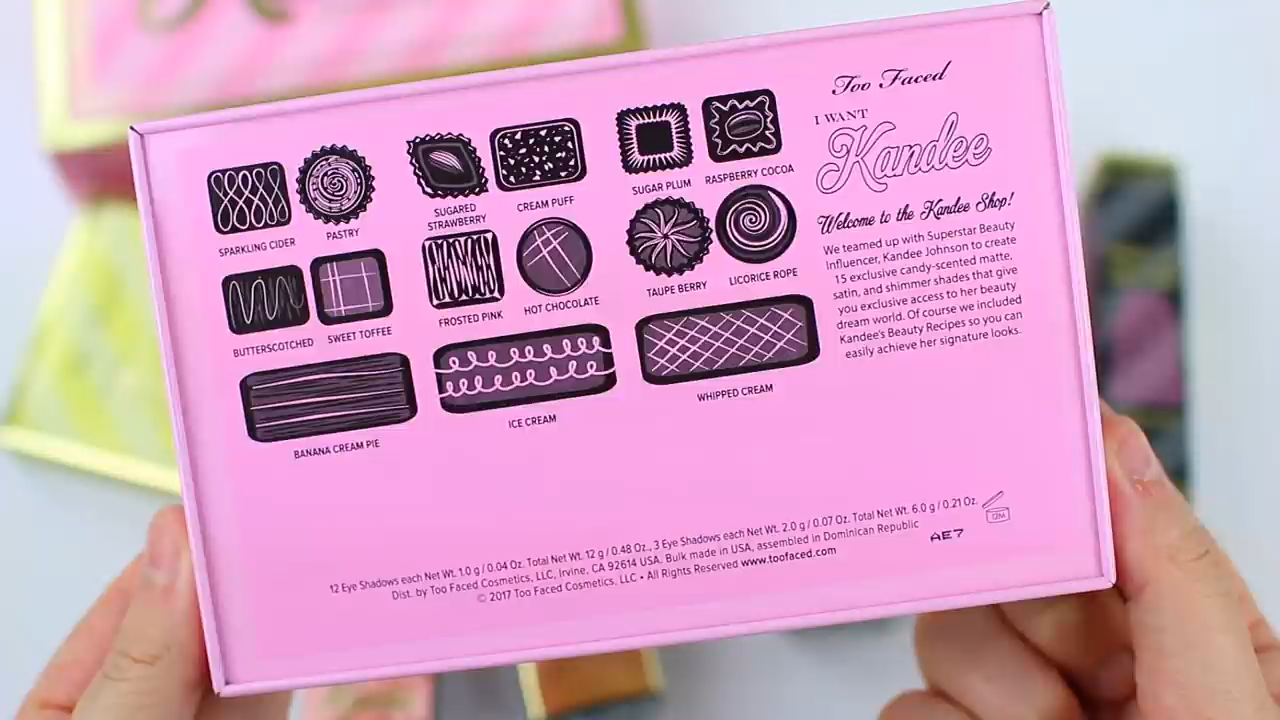 Too Faced
I WANT
Kandee
Welcome to the Kandee Shop!
We teamed up with Superstar Beauty
Influencer, Kandee Johnson to create
15 exclusive candy-scented matte,
satin, and shimmer shades that give
you exclusive access to her beauty
dream world. Of course we included
Kandee's Beauty Recipes so you can
easily achieve her signature looks.
SPARKLING CIDER
PASTRY
BUTTERSCOTCHED
SWEET TOFFEE
BANANA CREAM PIE
SUGARED
STRAWBERRY
CREAM PUFF
FROSTED PINK
HOT CHOCOLATE
ICE CREAM
SUGAR PLUM
RASPBERRY COCOA
TAUPE BERRY
LICORICE ROPE
WHIPPED CREAM
12 Eye Shadows each Net Wt. 1.0 g / 0.04 Oz. Total Net Wt. 12 g / 0.48 Oz., 3 Eye Shadows each Net Wt. 2.0 g / 0.07 Oz. Total Net Wt. 6.0 g / 0.21 Oz.
Dist. by Too Faced Cosmetics, LLC, Irvine, CA 92614 USA. Bulk made in USA, assembled in Dominican Republic
© 2017 Too Faced Cosmetics, LLC • All Rights Reserved www.toofaced.com
12M
AE7